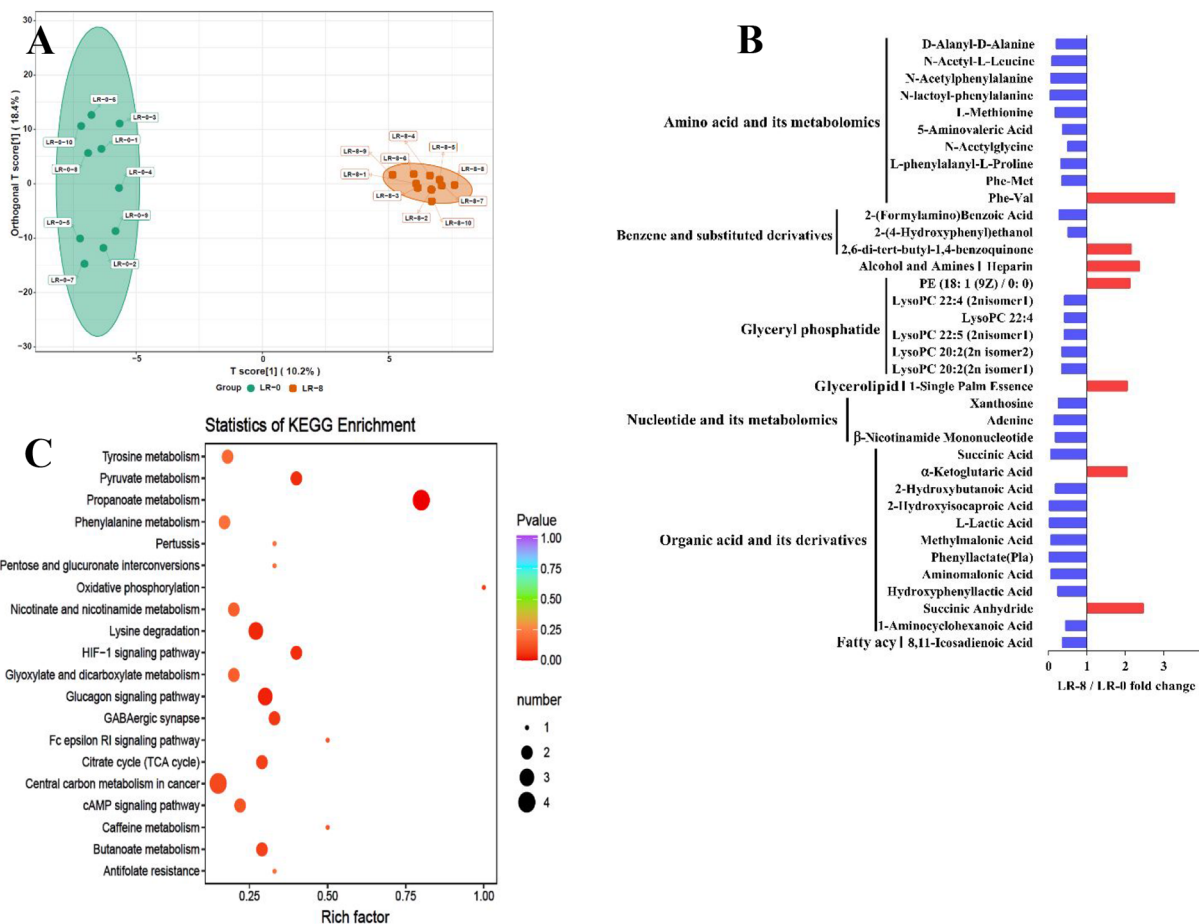 A
30
20
10
0
−10
−20
−30
Orthogonal T score[1] ( 18.4% )
LR-0-6
LR-0-3
LR-0-10
LR-0-1
LR-0-8
LR-0-4
LR-0-5
LR-0-9
LR-0-2
LR-0-7
LR-8-4
LR-8-9
LR-8-5
LR-8-6
LR-8-8
LR-8-1
LR-8-3
LR-8-7
LR-8-2
LR-8-10
−5
0
5
T score[1] ( 10.2% )
Group LR-0 LR-8
B
Amino acid and its metabolomics
D-Alanyl-D-Alanine
N-Acetyl-L-Leucine
N-Acetylphenylalanine
N-lactoyl-phenylalanine
L-Methionine
5-Aminovaleric Acid
N-Acetylglycine
L-phenylalanyl-L-Proline
Phe-Met
Phe-Val
Benzene and substituted derivatives
2-(Formylamino)Benzoic Acid
2-(4-Hydroxyphenyl)ethanol
2,6-di-tert-butyl-1,4-benzoquinone
Alcohol and Amines
Heparin
Glyceryl phosphatide
PE (18: 1 (9Z) / 0: 0)
LysoPC 22:4 (2nisomer1)
LysoPC 22:4
LysoPC 22:5 (2nisomer1)
LysoPC 20:2(2n isomer2)
LysoPC 20:2(2n isomer1)
Glycerolipid
1-Single Palm Essence
Nucleotide and its metabolomics
Xanthosine
Adenine
β-Nicotinamide Mononucleotide
Organic acid and its derivatives
Succinic Acid
α-Ketoglutaric Acid
2-Hydroxybutanoic Acid
2-Hydroxyisocaproic Acid
L-Lactic Acid
Methylmalonic Acid
Phenyllactate(Pla)
Aminomalonic Acid
Hydroxyphenyllactic Acid
Succinic Anhydride
1-Aminocyclohexanoic Acid
Fatty acy
8,11-Icosadienoic Acid
0 1 2 3
LR-8 / LR-0 fold change
C
Statistics of KEGG Enrichment
Tyrosine metabolism
Pyruvate metabolism
Propanoate metabolism
Phenylalanine metabolism
Pertussis
Pentose and glucuronate interconversions
Oxidative phosphorylation
Nicotinate and nicotinamide metabolism
Lysine degradation
HIF-1 signaling pathway
Glyoxylate and dicarboxylate metabolism
Glucagon signaling pathway
GABAergic synapse
Fc epsilon RI signaling pathway
Citrate cycle (TCA cycle)
Central carbon metabolism in cancer
cAMP signaling pathway
Caffeine metabolism
Butanoate metabolism
Antifolate resistance
0.25 0.50 0.75 1.00
Rich factor
Pvalue
1.00
0.75
0.50
0.25
0.00
number
1
2
3
4